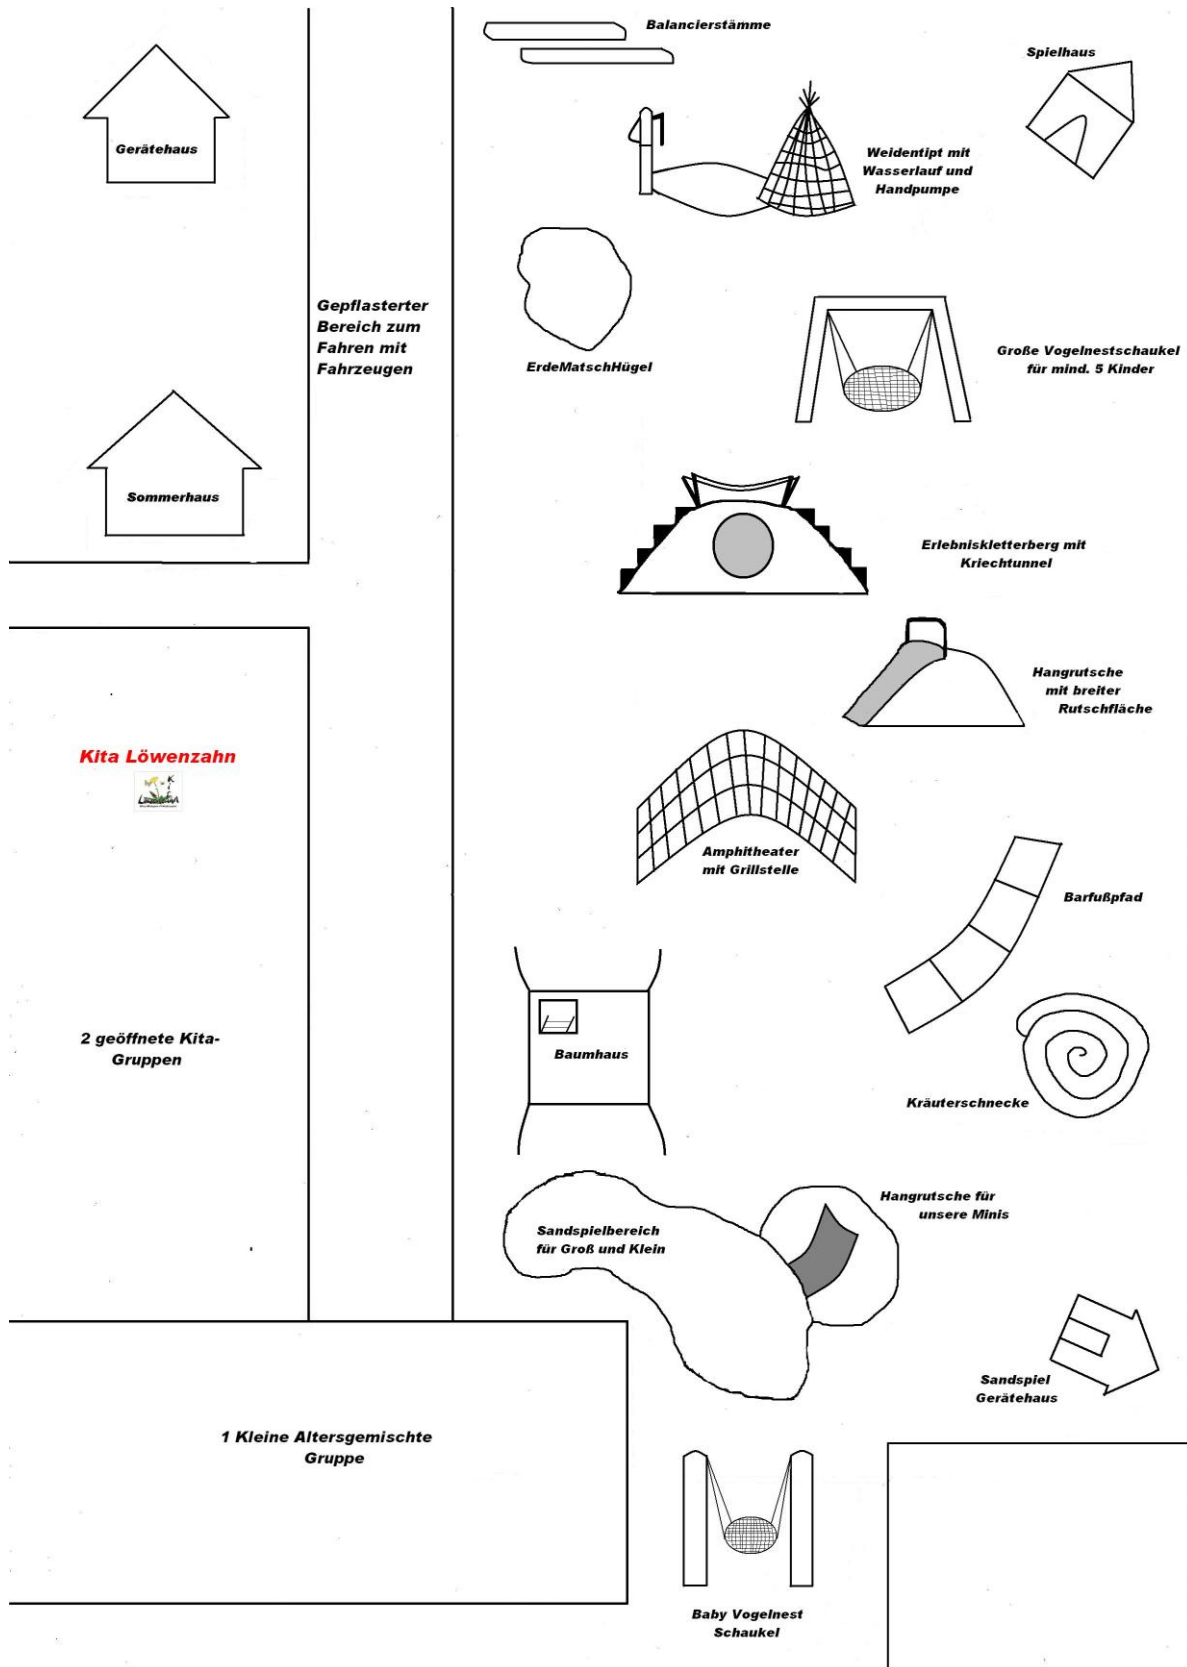 Balancierstämme
Spielhaus
Gerätehaus
Weidentipt mit
Wasserlauf und
Handpumpe
Gepflasterter
Bereich zum
Fahren mit
Fahrzeugen
ErdeMatschHügel
Große Vogelnestschaukel
für mind. 5 Kinder
Sommerhaus
Erlebniskletterberg mit
Kriechtunnel
Hangrutsche
mit breiter
Rutschfläche
Kita Löwenzahn
Amphitheater
mit Grillstelle
Barfußpfad
2 geöffnete Kita-
Gruppen
Baumhaus
Kräuterschnecke
Hangrutsche für
unsere Minis
Sandspielbereich
für Groß und Klein
Sandspiel
Gerätehaus
1 Kleine Altersgemischte
Gruppe
Baby Vogelnest
Schaukel